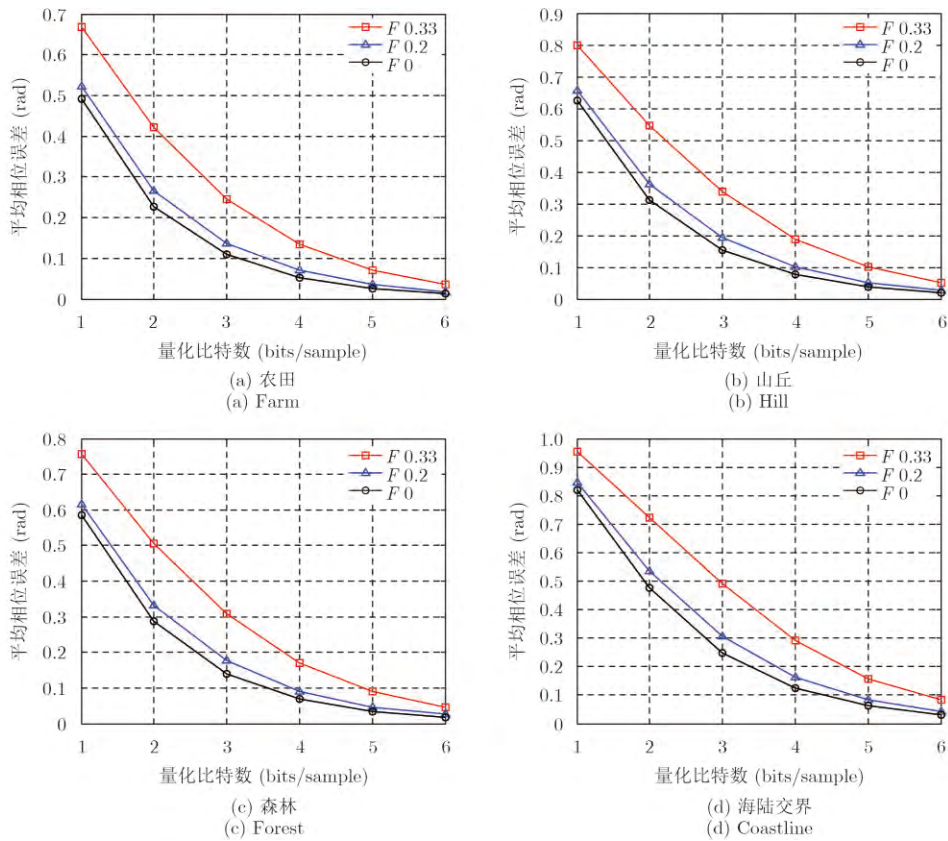 0.7
0.6
0.5
0.4
0.3
0.2
0.1
0
平均相位误差 (rad)
F 0.33
F 0.2
F 0
1 2 3 4 5 6
量化比特数 (bits/sample)
(a) 农田
(a) Farm
0.9
0.8
0.7
0.6
0.5
0.4
0.3
0.2
0.1
0
平均相位误差 (rad)
F 0.33
F 0.2
F 0
1 2 3 4 5 6
量化比特数 (bits/sample)
(b) 山丘
(b) Hill
0.8
0.7
0.6
0.5
0.4
0.3
0.2
0.1
0
平均相位误差 (rad)
F 0.33
F 0.2
F 0
1 2 3 4 5 6
量化比特数 (bits/sample)
(c) 森林
(c) Forest
1.0
0.9
0.8
0.7
0.6
0.5
0.4
0.3
0.2
0.1
0
平均相位误差 (rad)
F 0.33
F 0.2
F 0
1 2 3 4 5 6
量化比特数 (bits/sample)
(d) 海陆交界
(d) Coastline